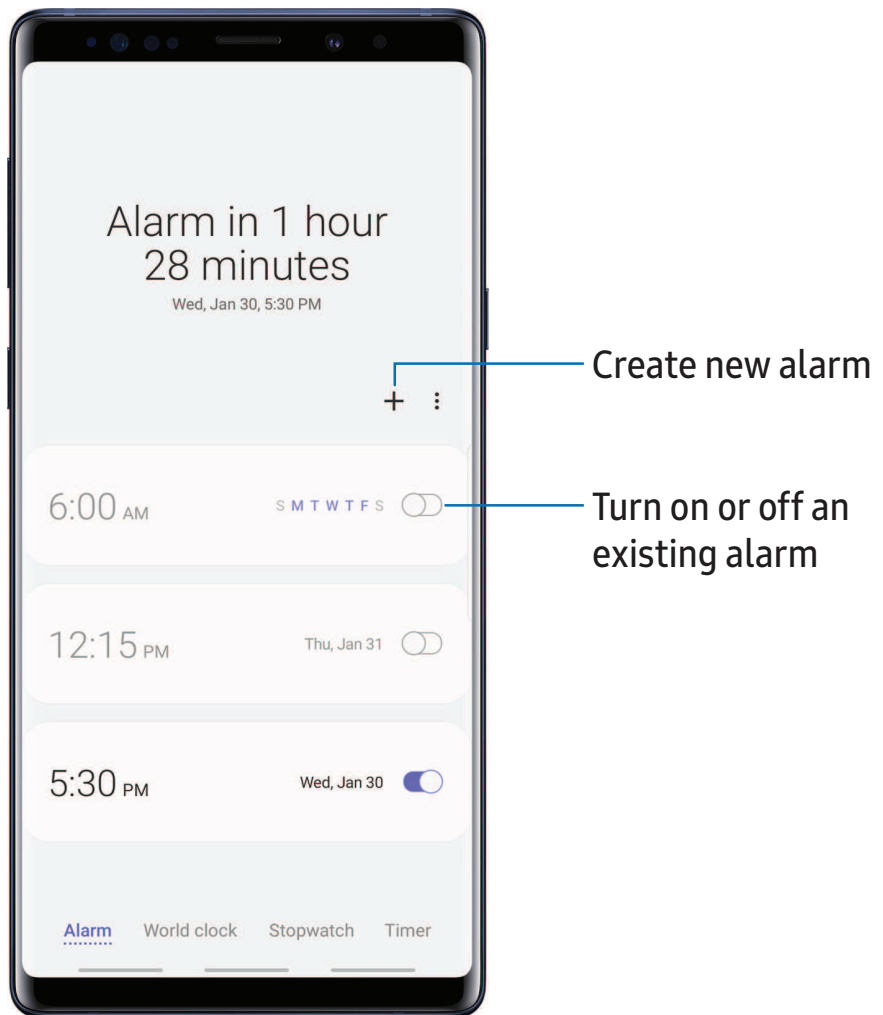 Alarm in 1 hour
28 minutes
Wed, Jan 30, 5:30 PM
Create new alarm
6:00 AM S M T W T F S
Turn on or off an
existing alarm
12:15 PM Thu, Jan 31
5:30 PM Wed, Jan 30
Alarm World clock Stopwatch Timer